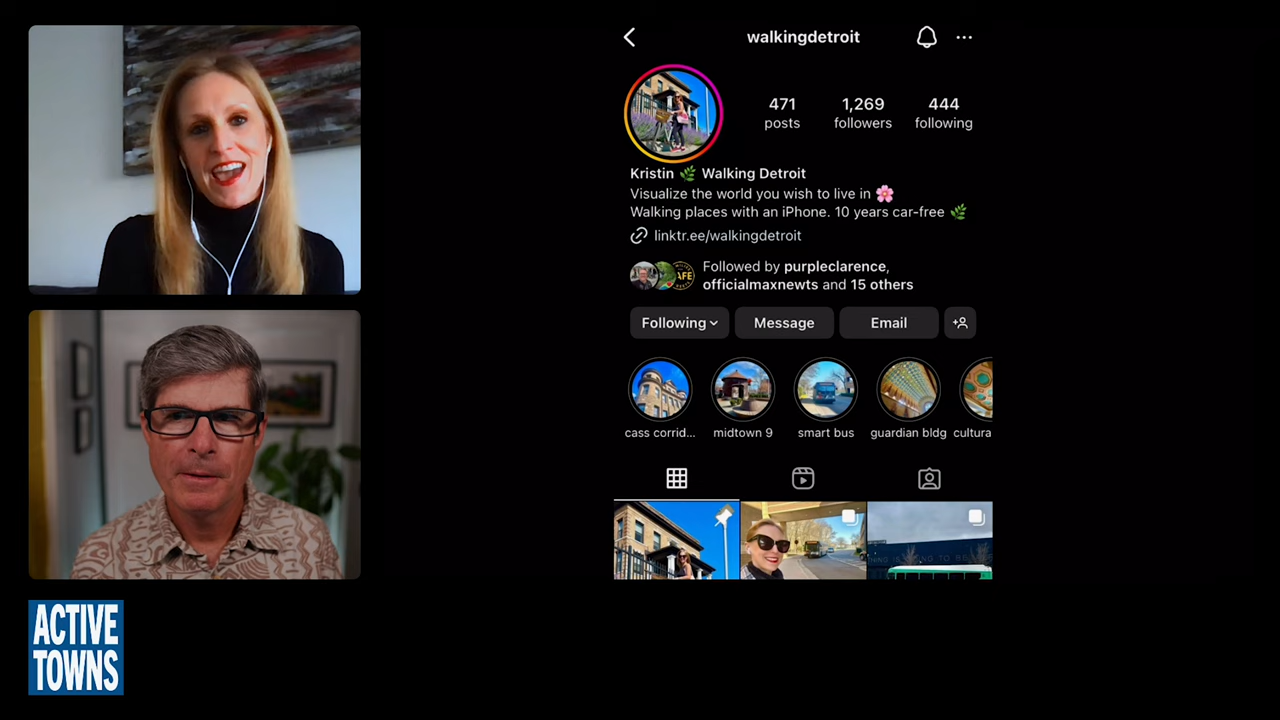 walkingdetroit
471
1,269
444
posts
followers
following
Kristin 🌿 Walking Detroit
Visualize the world you wish to live in 🌸
Walking places with an iPhone. 10 years car-free 🌿
linktr.ee/walkingdetroit
Followed by purpleclarence,
officialmaxnewts and 15 others
Following
Message
Email
cass corrid...
midtown 9
smart bus
guardian bldg
cultura
ACTIVE
TOWNS